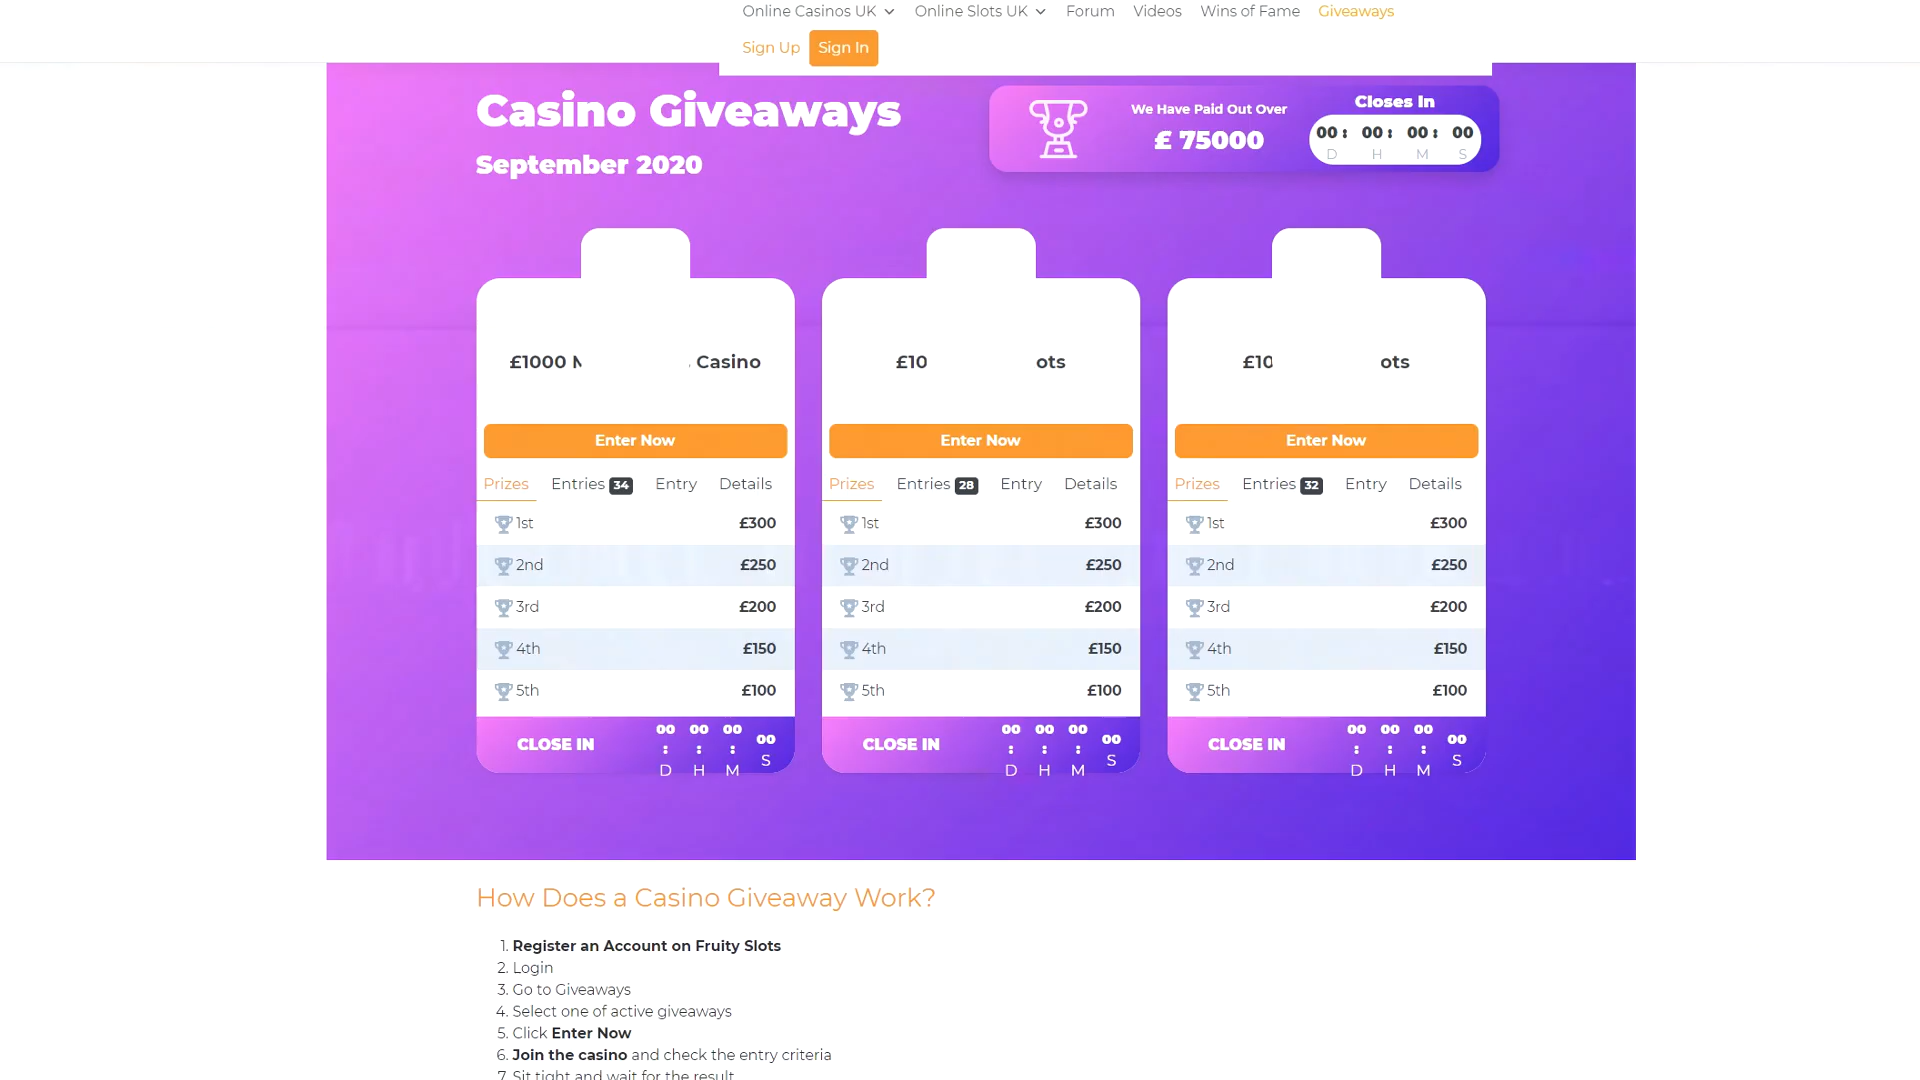 Online Casinos UK Online Slots UK Forum Videos Wins of Fame Giveaways
Sign Up Sign In
Casino Giveaways
September 2020
We Have Paid Out Over
£ 75000
Closes In
00 : 00 : 00 : 00
D H M S
£1000 Casino
Enter Now
Prizes Entries 34 Entry Details
1st £300
2nd £250
3rd £200
4th £150
5th £100
CLOSE IN
00 : 00 : 00 : 00
D H M S
£10 ots
Enter Now
Prizes Entries 28 Entry Details
1st £300
2nd £250
3rd £200
4th £150
5th £100
CLOSE IN
00 : 00 : 00 : 00
D H M S
£10 ots
Enter Now
Prizes Entries 32 Entry Details
1st £300
2nd £250
3rd £200
4th £150
5th £100
CLOSE IN
00 : 00 : 00 : 00
D H M S
How Does a Casino Giveaway Work?
1. Register an Account on Fruity Slots
2. Login
3. Go to Giveaways
4. Select one of active giveaways
5. Click Enter Now
6. Join the casino and check the entry criteria
7. Sit tight and wait for the result